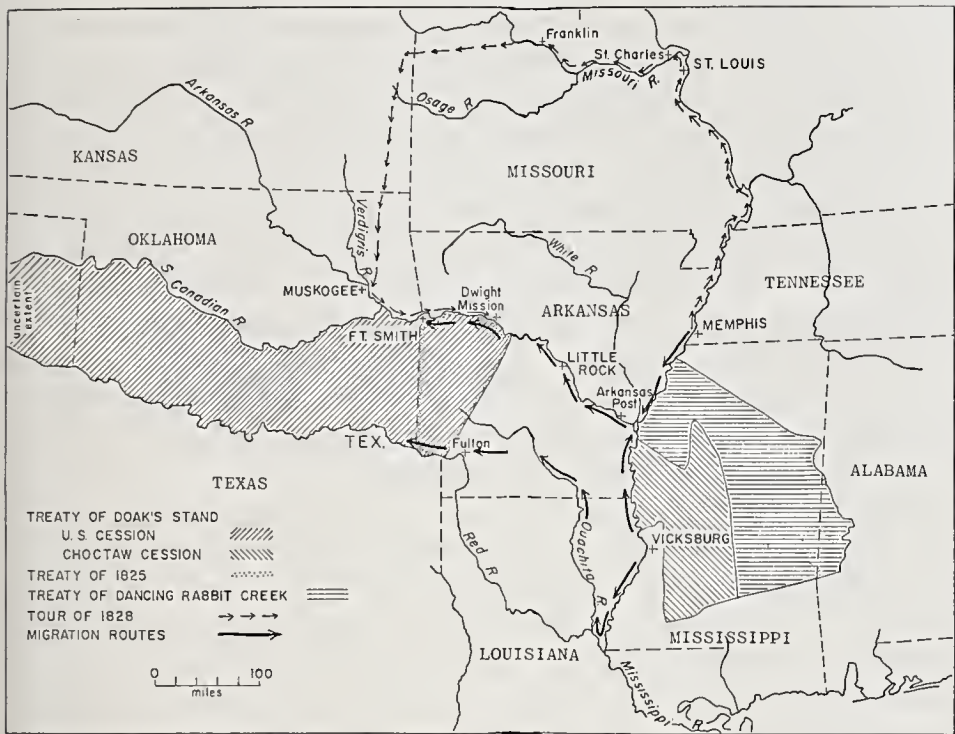 Franklin
St. Charles
ST. LOUIS
Missouri R.
Osage R
Arkansas R
KANSAS
MISSOURI
Verdigris R.
OKLAHOMA
White R
TENNESSEE
S Canadian R
MUSKOGEE
Dwight Mission
ARKANSAS
uncertain extent
FT. SMITH
MEMPHIS
LITTLE ROCK
Arkansas Post
TEX.
Fulton
ALABAMA
TEXAS
TREATY OF DOAK'S STAND
U.S. CESSION
CHOCTAW CESSION
TREATY OF 1825
TREATY OF DANCING RABBIT CREEK
TOUR OF 1828
MIGRATION ROUTES
Red R
Ouachita R
VICKSBURG
MISSISSIPPI
LOUISIANA
Mississippi R
0 100
miles